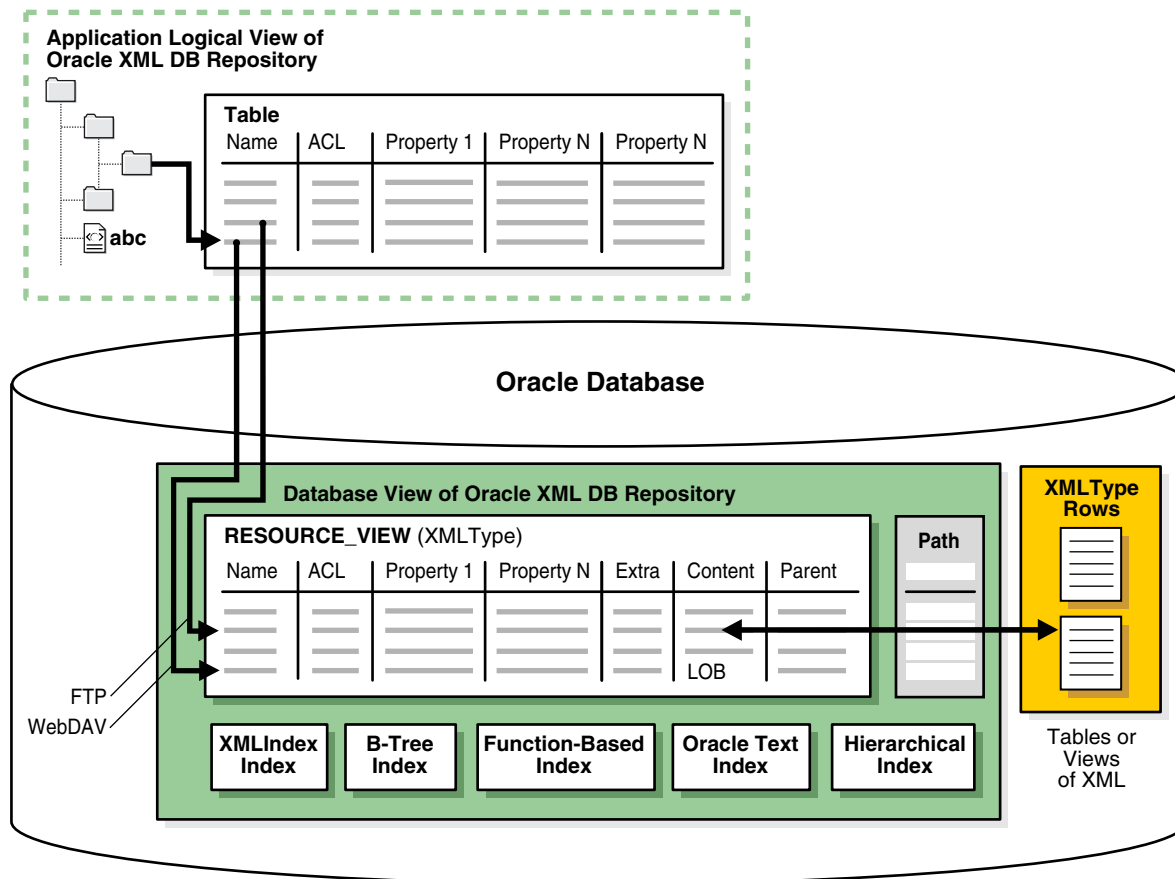 Application Logical View of
Oracle XML DB Repository
Table
Name ACL Property 1 Property N Property N
abc
Oracle Database
Database View of Oracle XML DB Repository
RESOURCE_VIEW (XMLType)
Name ACL Property 1 Property N Extra Content Parent
LOB
Path
XMLType
Rows
FTP
WebDAV
XMLIndex
Index
B-Tree
Index
Function-Based
Index
Oracle Text
Index
Hierarchical
Index
Tables or
Views
of XML